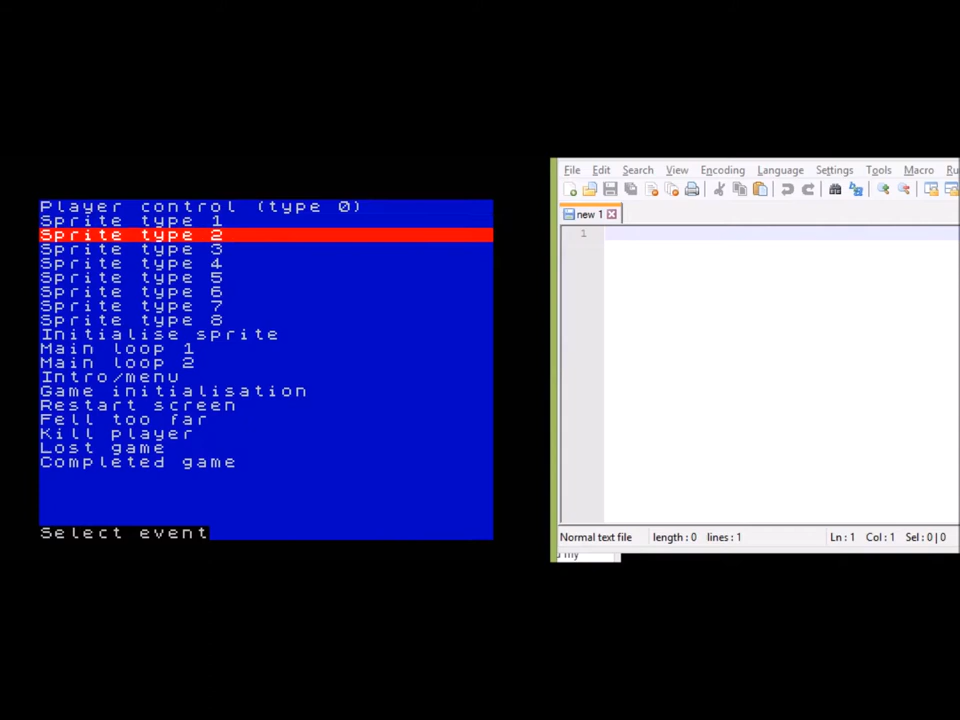 Player control (type 0)
Sprite type 1
Sprite type 2
Sprite type 3
Sprite type 4
Sprite type 5
Sprite type 6
Sprite type 7
Sprite type 8
Initialise sprite
Main loop 1
Main loop 2
Intro/menu
Game initialisation
Restart screen
Fell too far
Kill player
Lost game
Completed game
Select event
File Edit Search View Encoding Language Settings Tools Macro Ru
new 1
1
Normal text file length : 0 lines : 1 Ln : 1 Col : 1 Sel : 0 | 0
my